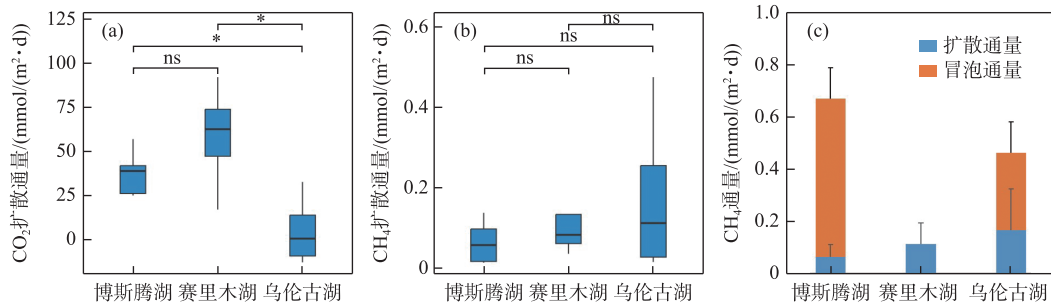 (a)
CO₂扩散通量/(mmol/(m²·d))
125
100
75
50
25
0
*
*
ns
博斯腾湖 赛里木湖 乌伦古湖
(b)
CH₄扩散通量/(mmol/(m²·d))
0.6
0.4
0.2
0
ns
ns
ns
博斯腾湖 赛里木湖 乌伦古湖
(c)
CH₄通量/(mmol/(m²·d))
1.0
0.8
0.6
0.4
0.2
0
扩散通量
冒泡通量
博斯腾湖 赛里木湖 乌伦古湖